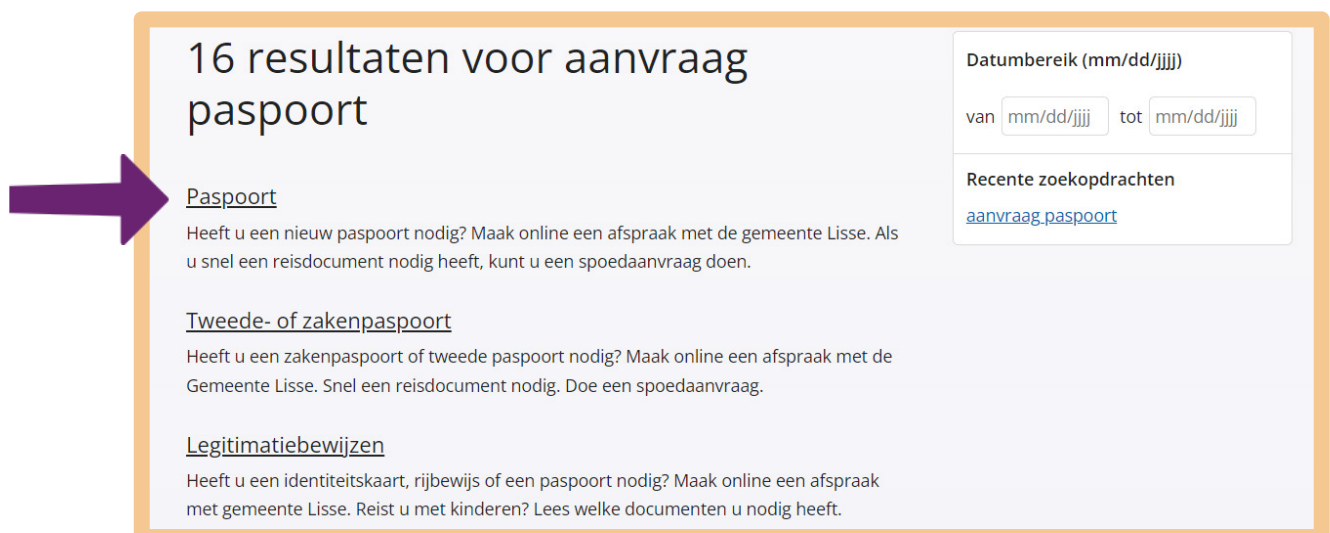 16 resultaten voor aanvraag
paspoort
Paspoort
Heeft u een nieuw paspoort nodig? Maak online een afspraak met de gemeente Lisse. Als
u snel een reisdocument nodig heeft, kunt u een spoedaanvraag doen.
Tweede- of zakenpaspoort
Heeft u een zakenpaspoort of tweede paspoort nodig? Maak online een afspraak met de
Gemeente Lisse. Snel een reisdocument nodig. Doe een spoedaanvraag.
Legitimatiebewijzen
Heeft u een identiteitskaart, rijbewijs of een paspoort nodig? Maak online een afspraak
met gemeente Lisse. Reist u met kinderen? Lees welke documenten u nodig heeft.
Datumbereik (mm/dd/jjjj)
van mm/dd/jjjj tot mm/dd/jjjj
Recente zoekopdrachten
aanvraag paspoort